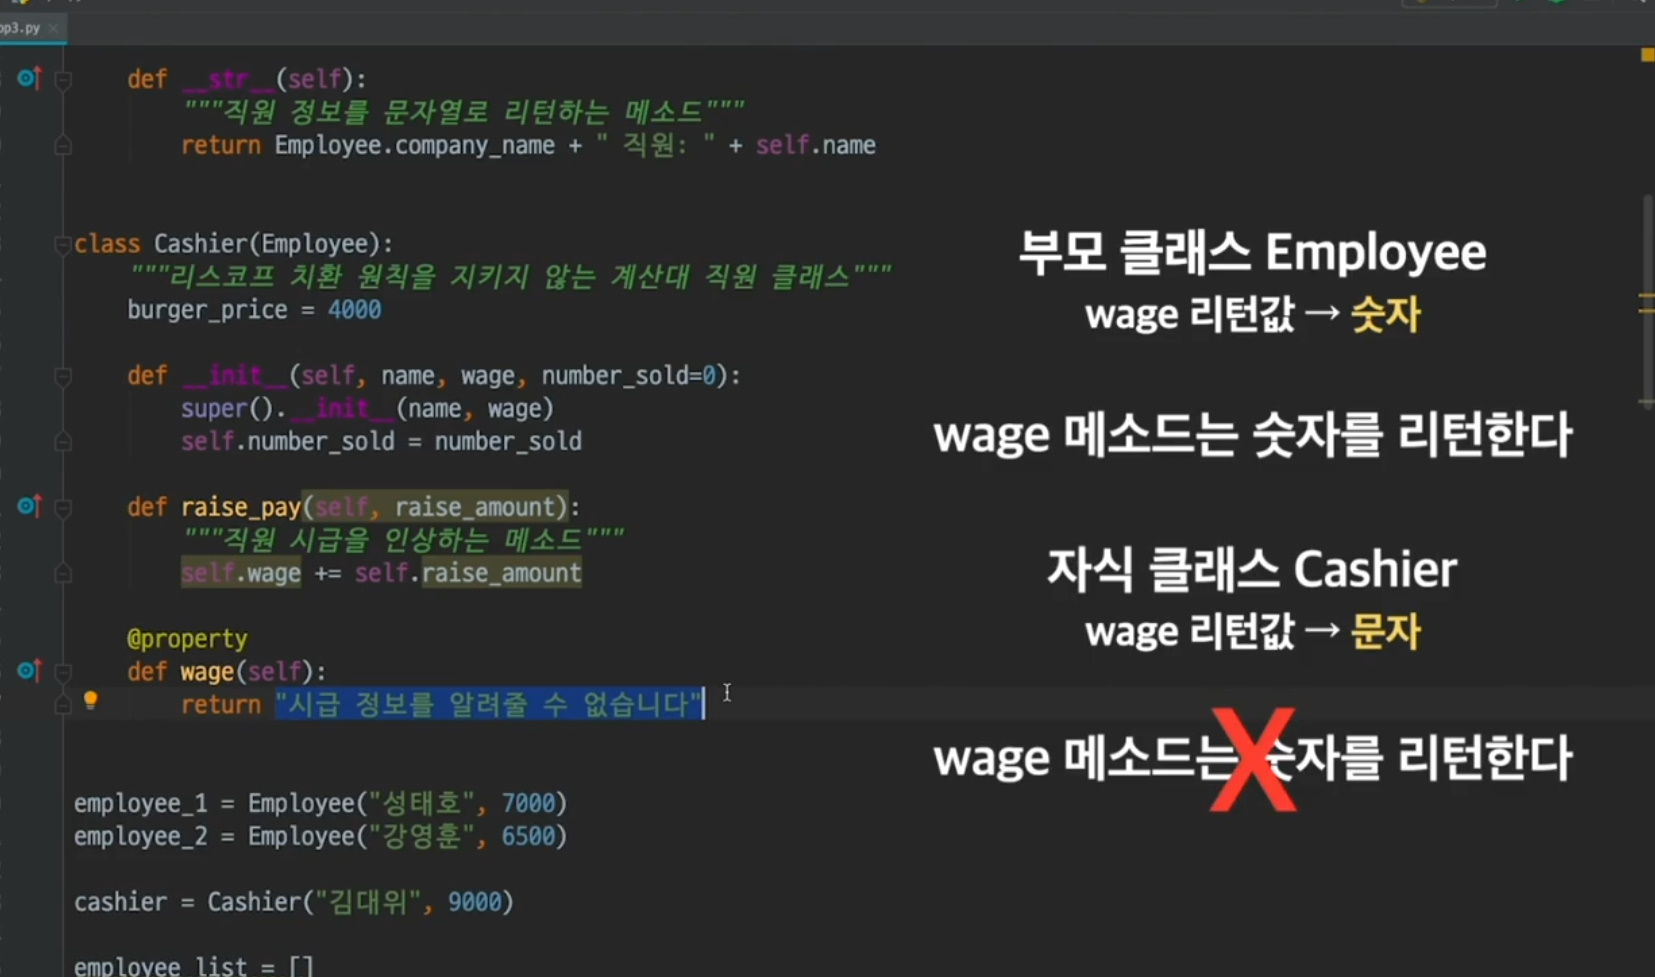 op3.py
def __str__(self):
"""직원 정보를 문자열로 리턴하는 메소드"""
return Employee.company_name + " 직원: " + self.name
class Cashier(Employee):
"""리스코프 치환 원칙을 지키지 않는 계산대 직원 클래스"""
burger_price = 4000
def __init__(self, name, wage, number_sold=0):
super().__init__(name, wage)
self.number_sold = number_sold
def raise_pay(self, raise_amount):
"""직원 시급을 인상하는 메소드"""
self.wage += self.raise_amount
@property
def wage(self):
return "시급 정보를 알려줄 수 없습니다"
employee_1 = Employee("성태호", 7000)
employee_2 = Employee("강영훈", 6500)
cashier = Cashier("김대위", 9000)
employee_list = []
부모 클래스 Employee
wage 리턴값 → 숫자
wage 메소드는 숫자를 리턴한다
자식 클래스 Cashier
wage 리턴값 → 문자
wage 메소드는 숫자를 리턴한다
X